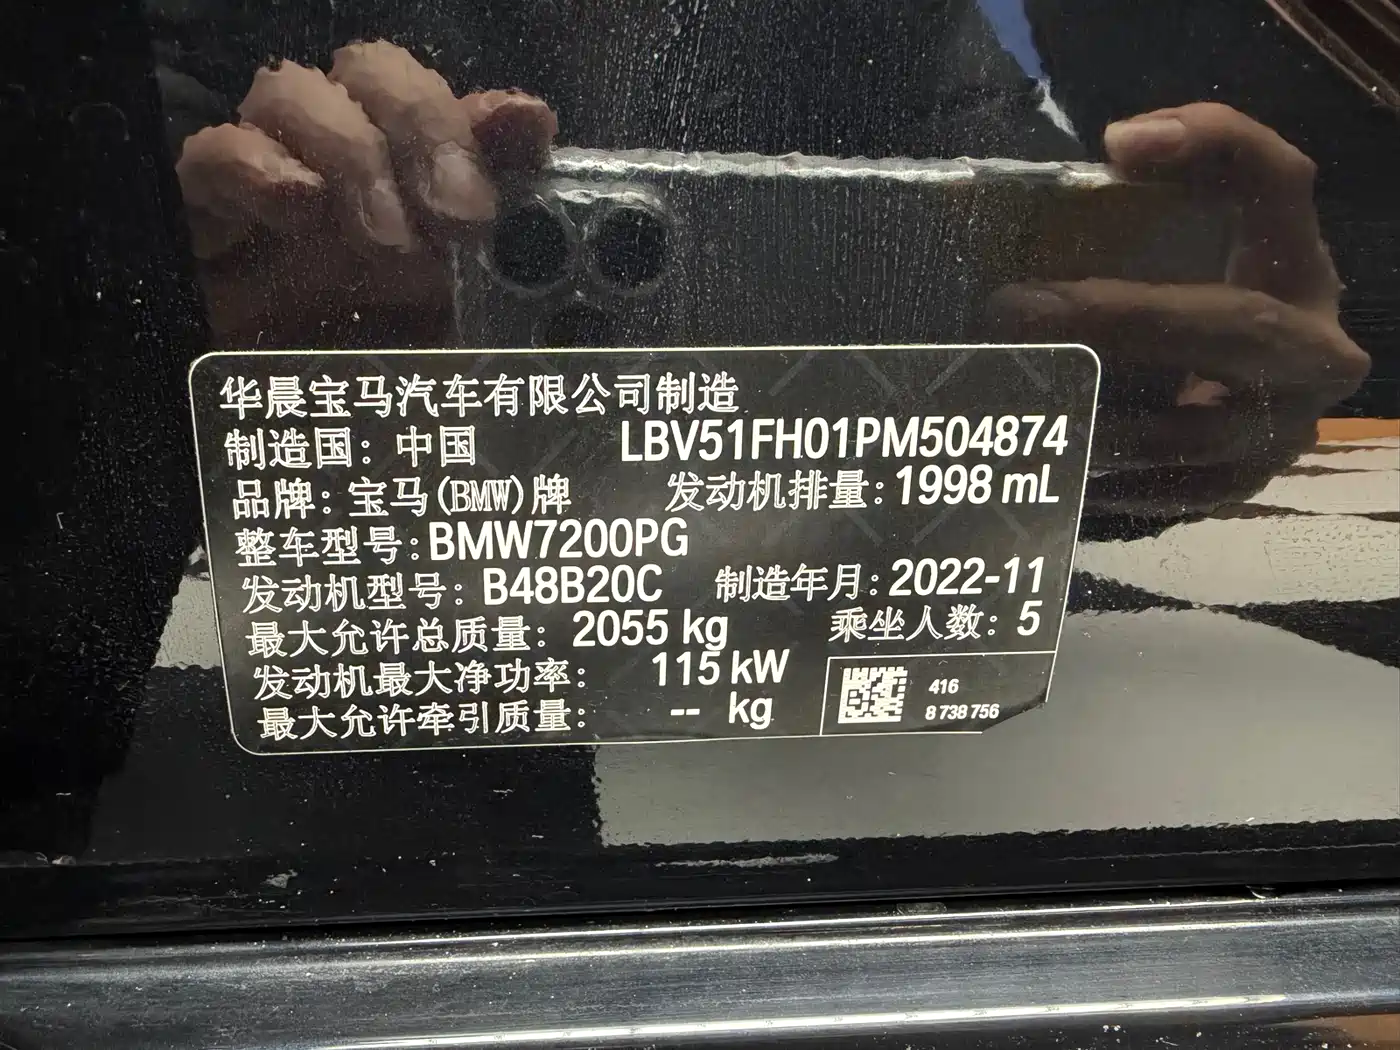 华晨宝马汽车有限公司制造
制造国：中国 LBV51FH01PM504874
品牌：宝马(BMW)牌 发动机排量：1998 mL
整车型号：BMW7200PG
发动机型号：B48B20C 制造年月：2022-11
最大允许总质量：2055 kg 乘坐人数：5
发动机最大净功率：115 kW
最大允许牵引质量：-- kg
416
8 738 756